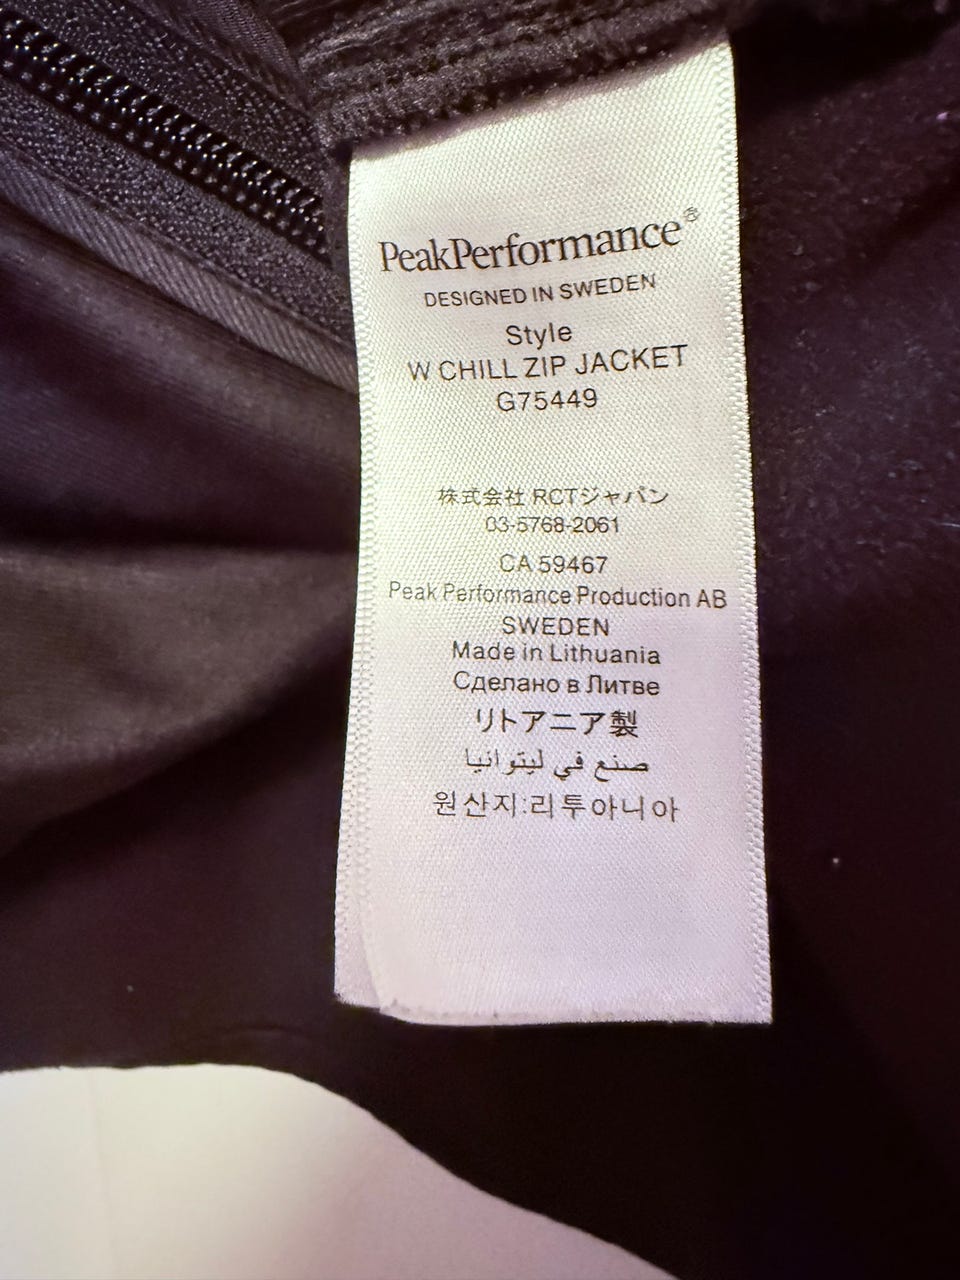 PeakPerformance®
DESIGNED IN SWEDEN
Style
W CHILL ZIP JACKET
G75449
株式会社 RCTジャパン
03-5768-2061
CA 59467
Peak Performance Production AB
SWEDEN
Made in Lithuania
Сделано в Литве
リトアニア製
صنع في ليتوانيا
원산지:리투아니아